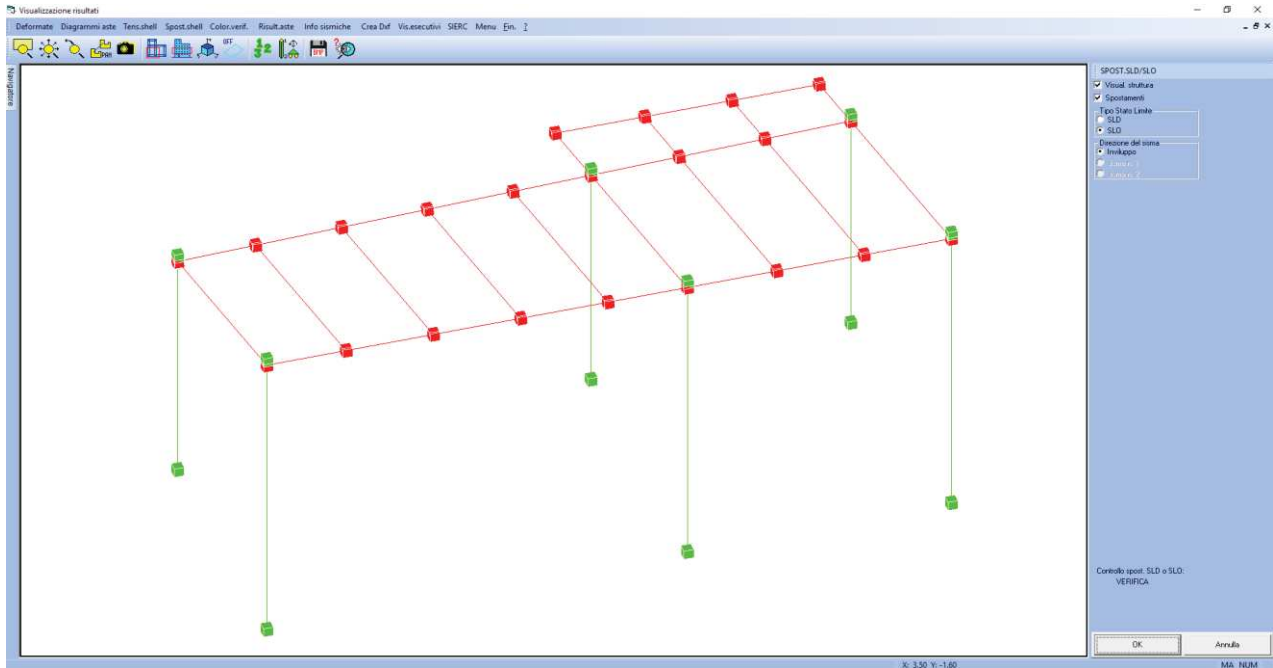 Visualizzazione risultati
Deformate Diagrammi aste Tens.shell Spost.shell Color.verif. Risult.aste Info sismiche Crea Dxf Vis.esecutivi SIERC Menu Fin. ?
OFF
Navigatore
SPOST.SLD/SLO
Visual. struttura
Spostamenti
Tipo Stato Limite
SLD
SLO
Direzione del sisma
Inviluppo
Controllo spost. SLD o SLO:
VERIFICA
OK Annulla
X: 3.50 Y: -1.60 MA NUM